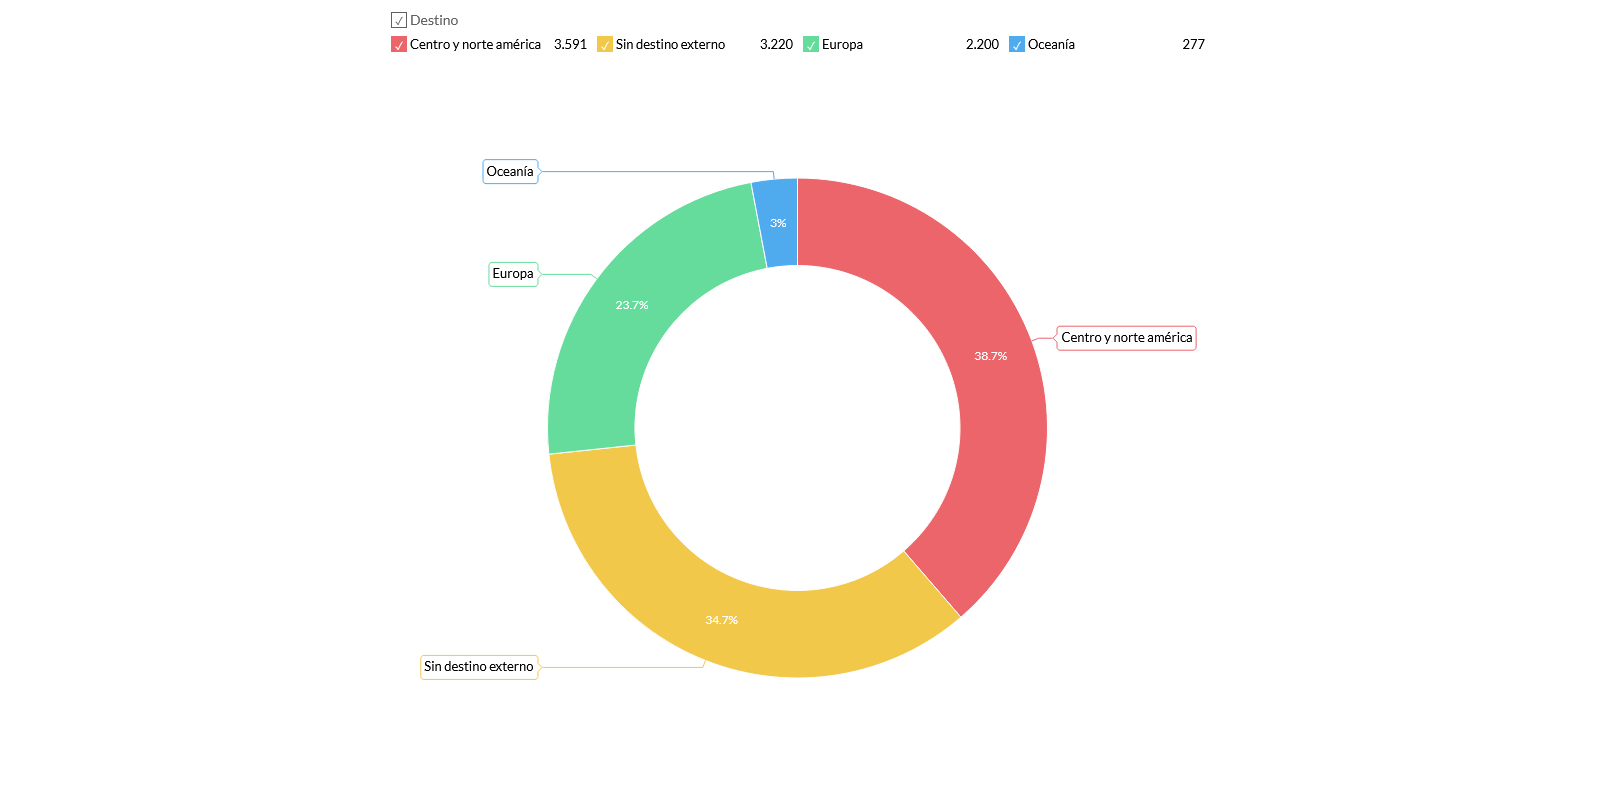 Destino
Centro y norte américa 3.591 Sin destino externo 3.220 Europa 2.200 Oceanía 277
Oceanía
3%
Europa
23.7%
Centro y norte américa
38.7%
34.7%
Sin destino externo